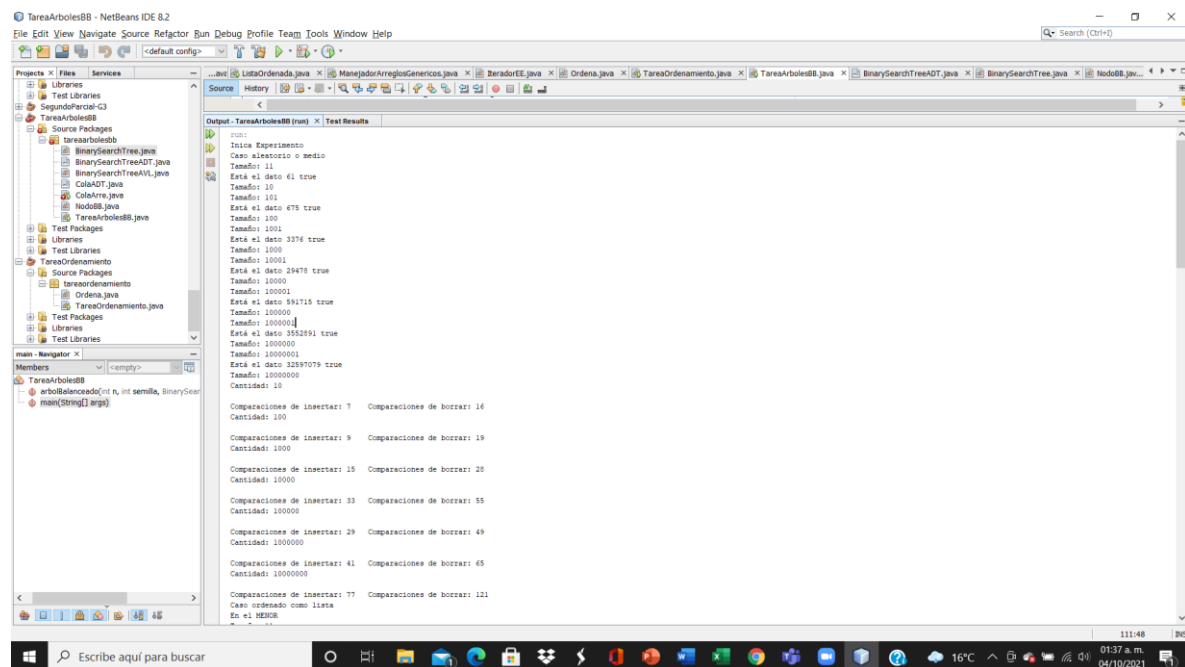 TareaArbolesBB - NetBeans IDE 8.2
File Edit View Navigate Source Refactor Run Debug Profile Team Tools Window Help
Search (Ctrl+I)
<default config>
Projects Files Services
...avc ListaOrdenada.java ManejadorArreglosGenericos.java IteradorEE.java Ordena.java TareaOrdenamiento.java TareaArbolesBB.java BinarySearchTreeADT.java BinarySearchTree.java NodoBB.jav...
Source History
Libraries
Test Libraries
SegundoParcial-G3
TareaArbolesBB
Source Packages
tareaarbolesbb
BinarySearchTree.java
BinarySearchTreeADT.java
BinarySearchTreeAVL.java
ColaADT.java
ColaArre.java
NodoBB.java
TareaArbolesBB.java
Test Packages
Libraries
Test Libraries
TareaOrdenamiento
Source Packages
tareaordenamiento
Ordena.java
TareaOrdenamiento.java
Test Packages
Libraries
Test Libraries
main - Navigator
Members <empty>
TareaArbolesBB
arbolBalanceado(int n, int semilla, BinarySear
main(String[] args)
Output - TareaArbolesBB (run) Test Results
run:
Inica Experimento
Caso aleatorio o medio
Tamaño: 11
Está el dato 61 true
Tamaño: 10
Tamaño: 101
Está el dato 675 true
Tamaño: 100
Tamaño: 1001
Está el dato 3376 true
Tamaño: 1000
Tamaño: 10001
Está el dato 29478 true
Tamaño: 10000
Tamaño: 100001
Está el dato 591715 true
Tamaño: 100000
Tamaño: 1000001
Está el dato 3552891 true
Tamaño: 1000000
Tamaño: 10000001
Está el dato 32597079 true
Tamaño: 10000000
Cantidad: 10
Comparaciones de insertar: 7 Comparaciones de borrar: 16
Cantidad: 100
Comparaciones de insertar: 9 Comparaciones de borrar: 19
Cantidad: 1000
Comparaciones de insertar: 15 Comparaciones de borrar: 28
Cantidad: 10000
Comparaciones de insertar: 33 Comparaciones de borrar: 55
Cantidad: 100000
Comparaciones de insertar: 29 Comparaciones de borrar: 49
Cantidad: 1000000
Comparaciones de insertar: 41 Comparaciones de borrar: 65
Cantidad: 10000000
Comparaciones de insertar: 77 Comparaciones de borrar: 121
Caso ordenado como lista
En el MENOR
111:48 INS
Escribe aquí para buscar
16°C
01:37 a. m.
04/10/2021